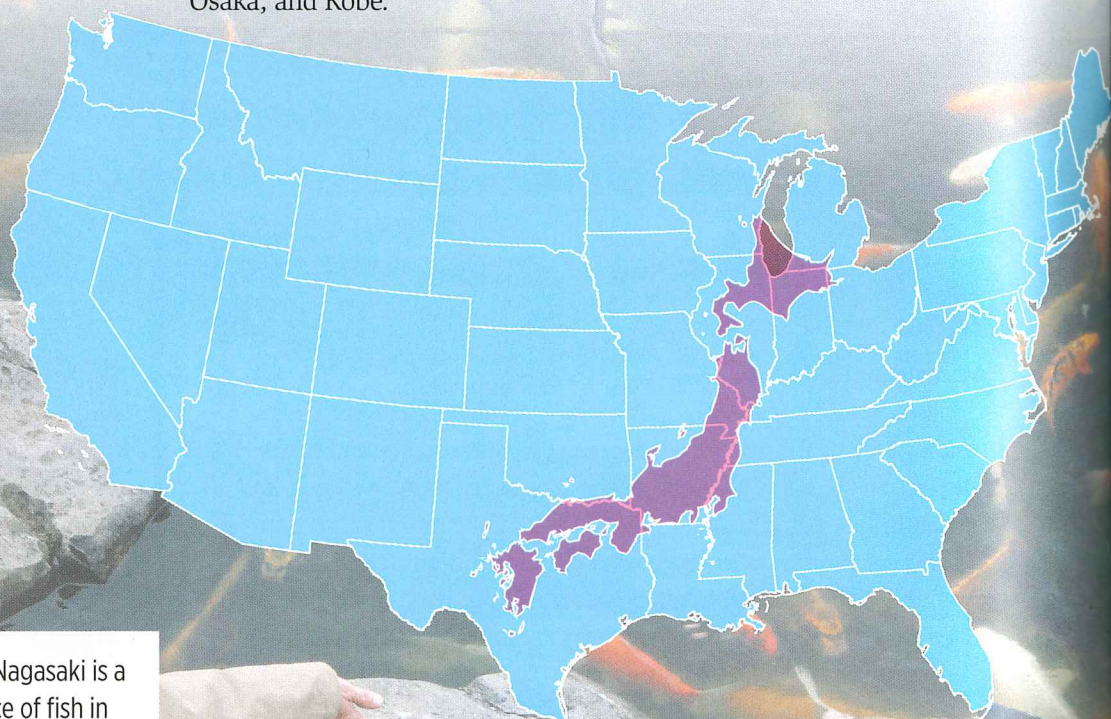 Osaka, and Kobe.
Nagasaki is a
ce of fish in